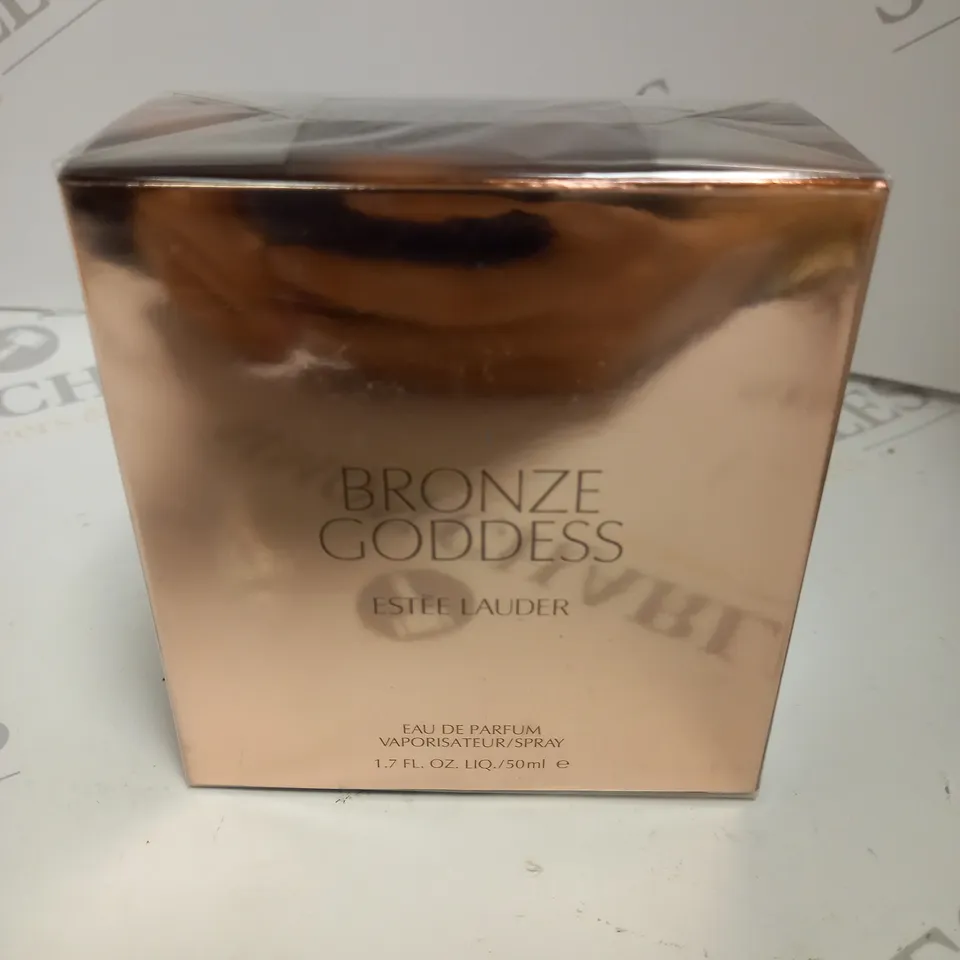 BRONZE
GODDESS
ESTĒE LAUDER
EAU DE PARFUM
VAPORISATEUR/SPRAY
1.7 FL. OZ. LIQ./50ml ℮